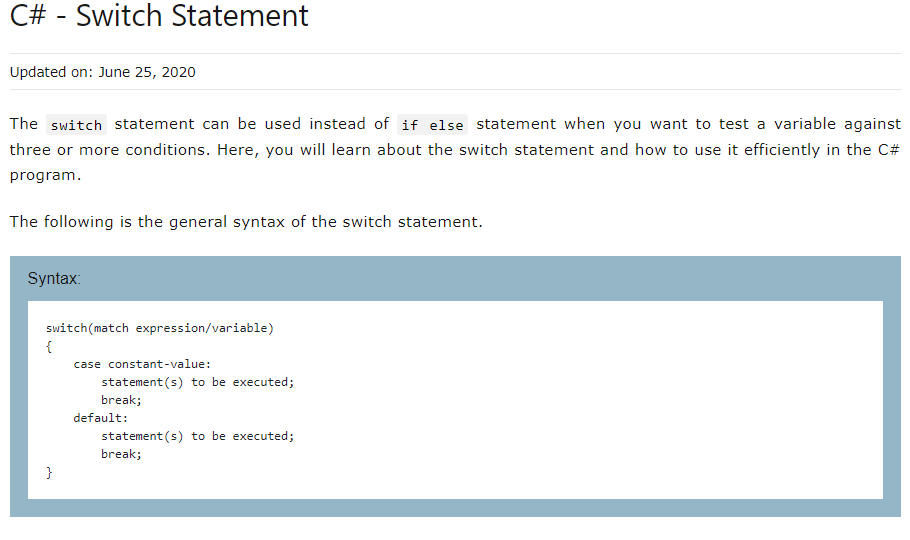 C# - Switch Statement
Updated on: June 25, 2020
The switch statement can be used instead of if else statement when you want to test a variable against
three or more conditions. Here, you will learn about the switch statement and how to use it efficiently in the C#
program.
The following is the general syntax of the switch statement.
Syntax:
switch(match expression/variable)
{
    case constant-value:
        statement(s) to be executed;
        break;
    default:
        statement(s) to be executed;
        break;
}